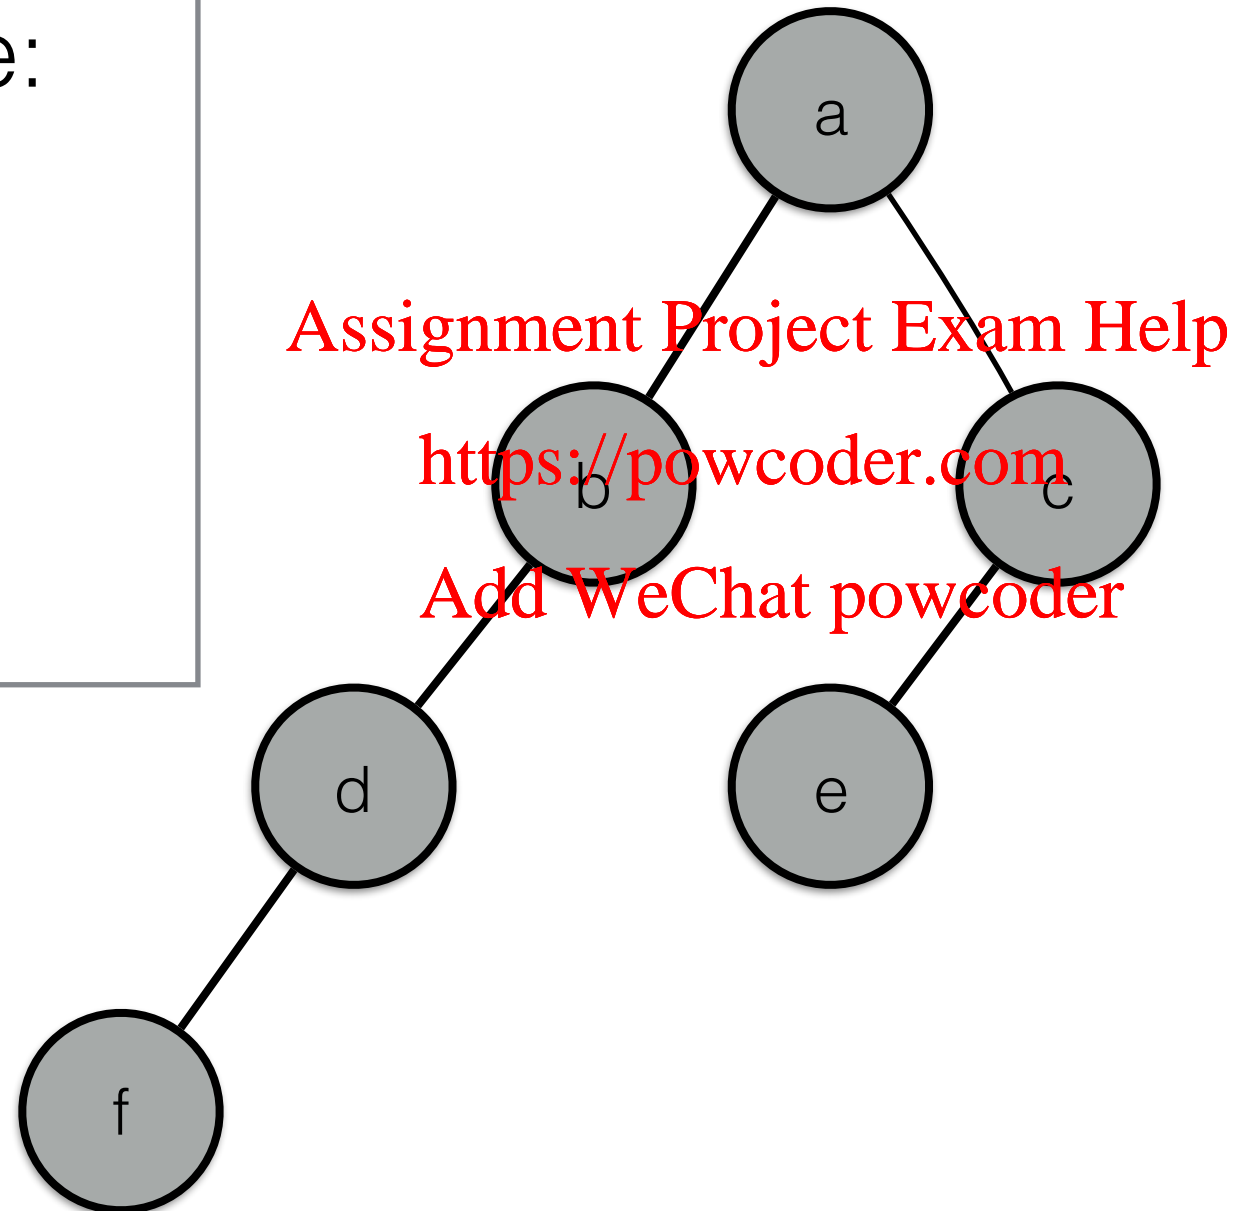 e:
a
Assignment Project Exam Help
https://powcoder.com
b
c
Add WeChat powcoder
d
e
f